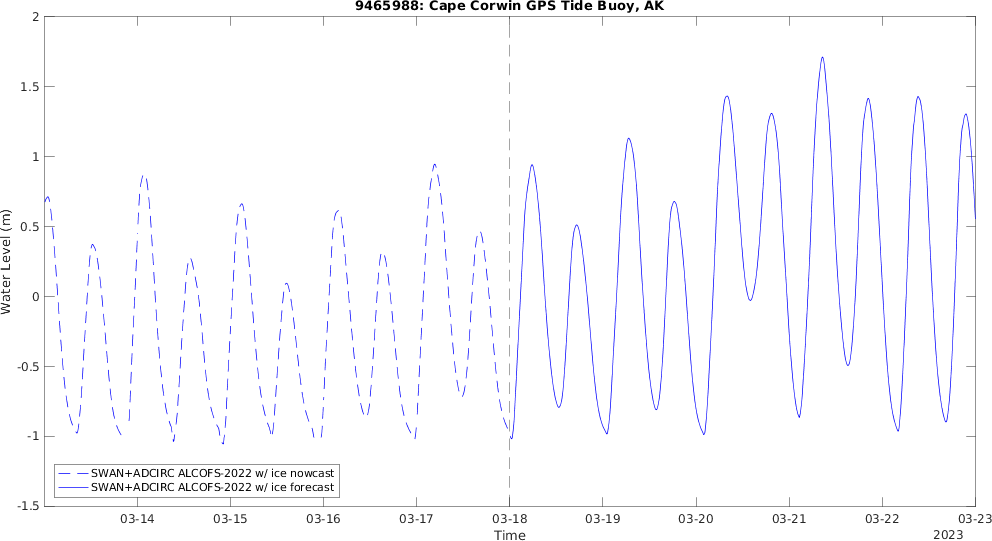 9465988: Cape Corwin GPS Tide Buoy, AK
Water Level (m)
2
1.5
1
0.5
0
-0.5
-1
-1.5
SWAN+ADCIRC ALCOFS-2022 w/ ice nowcast
SWAN+ADCIRC ALCOFS-2022 w/ ice forecast
03-14 03-15 03-16 03-17 03-18 03-19 03-20 03-21 03-22 03-23
Time
2023